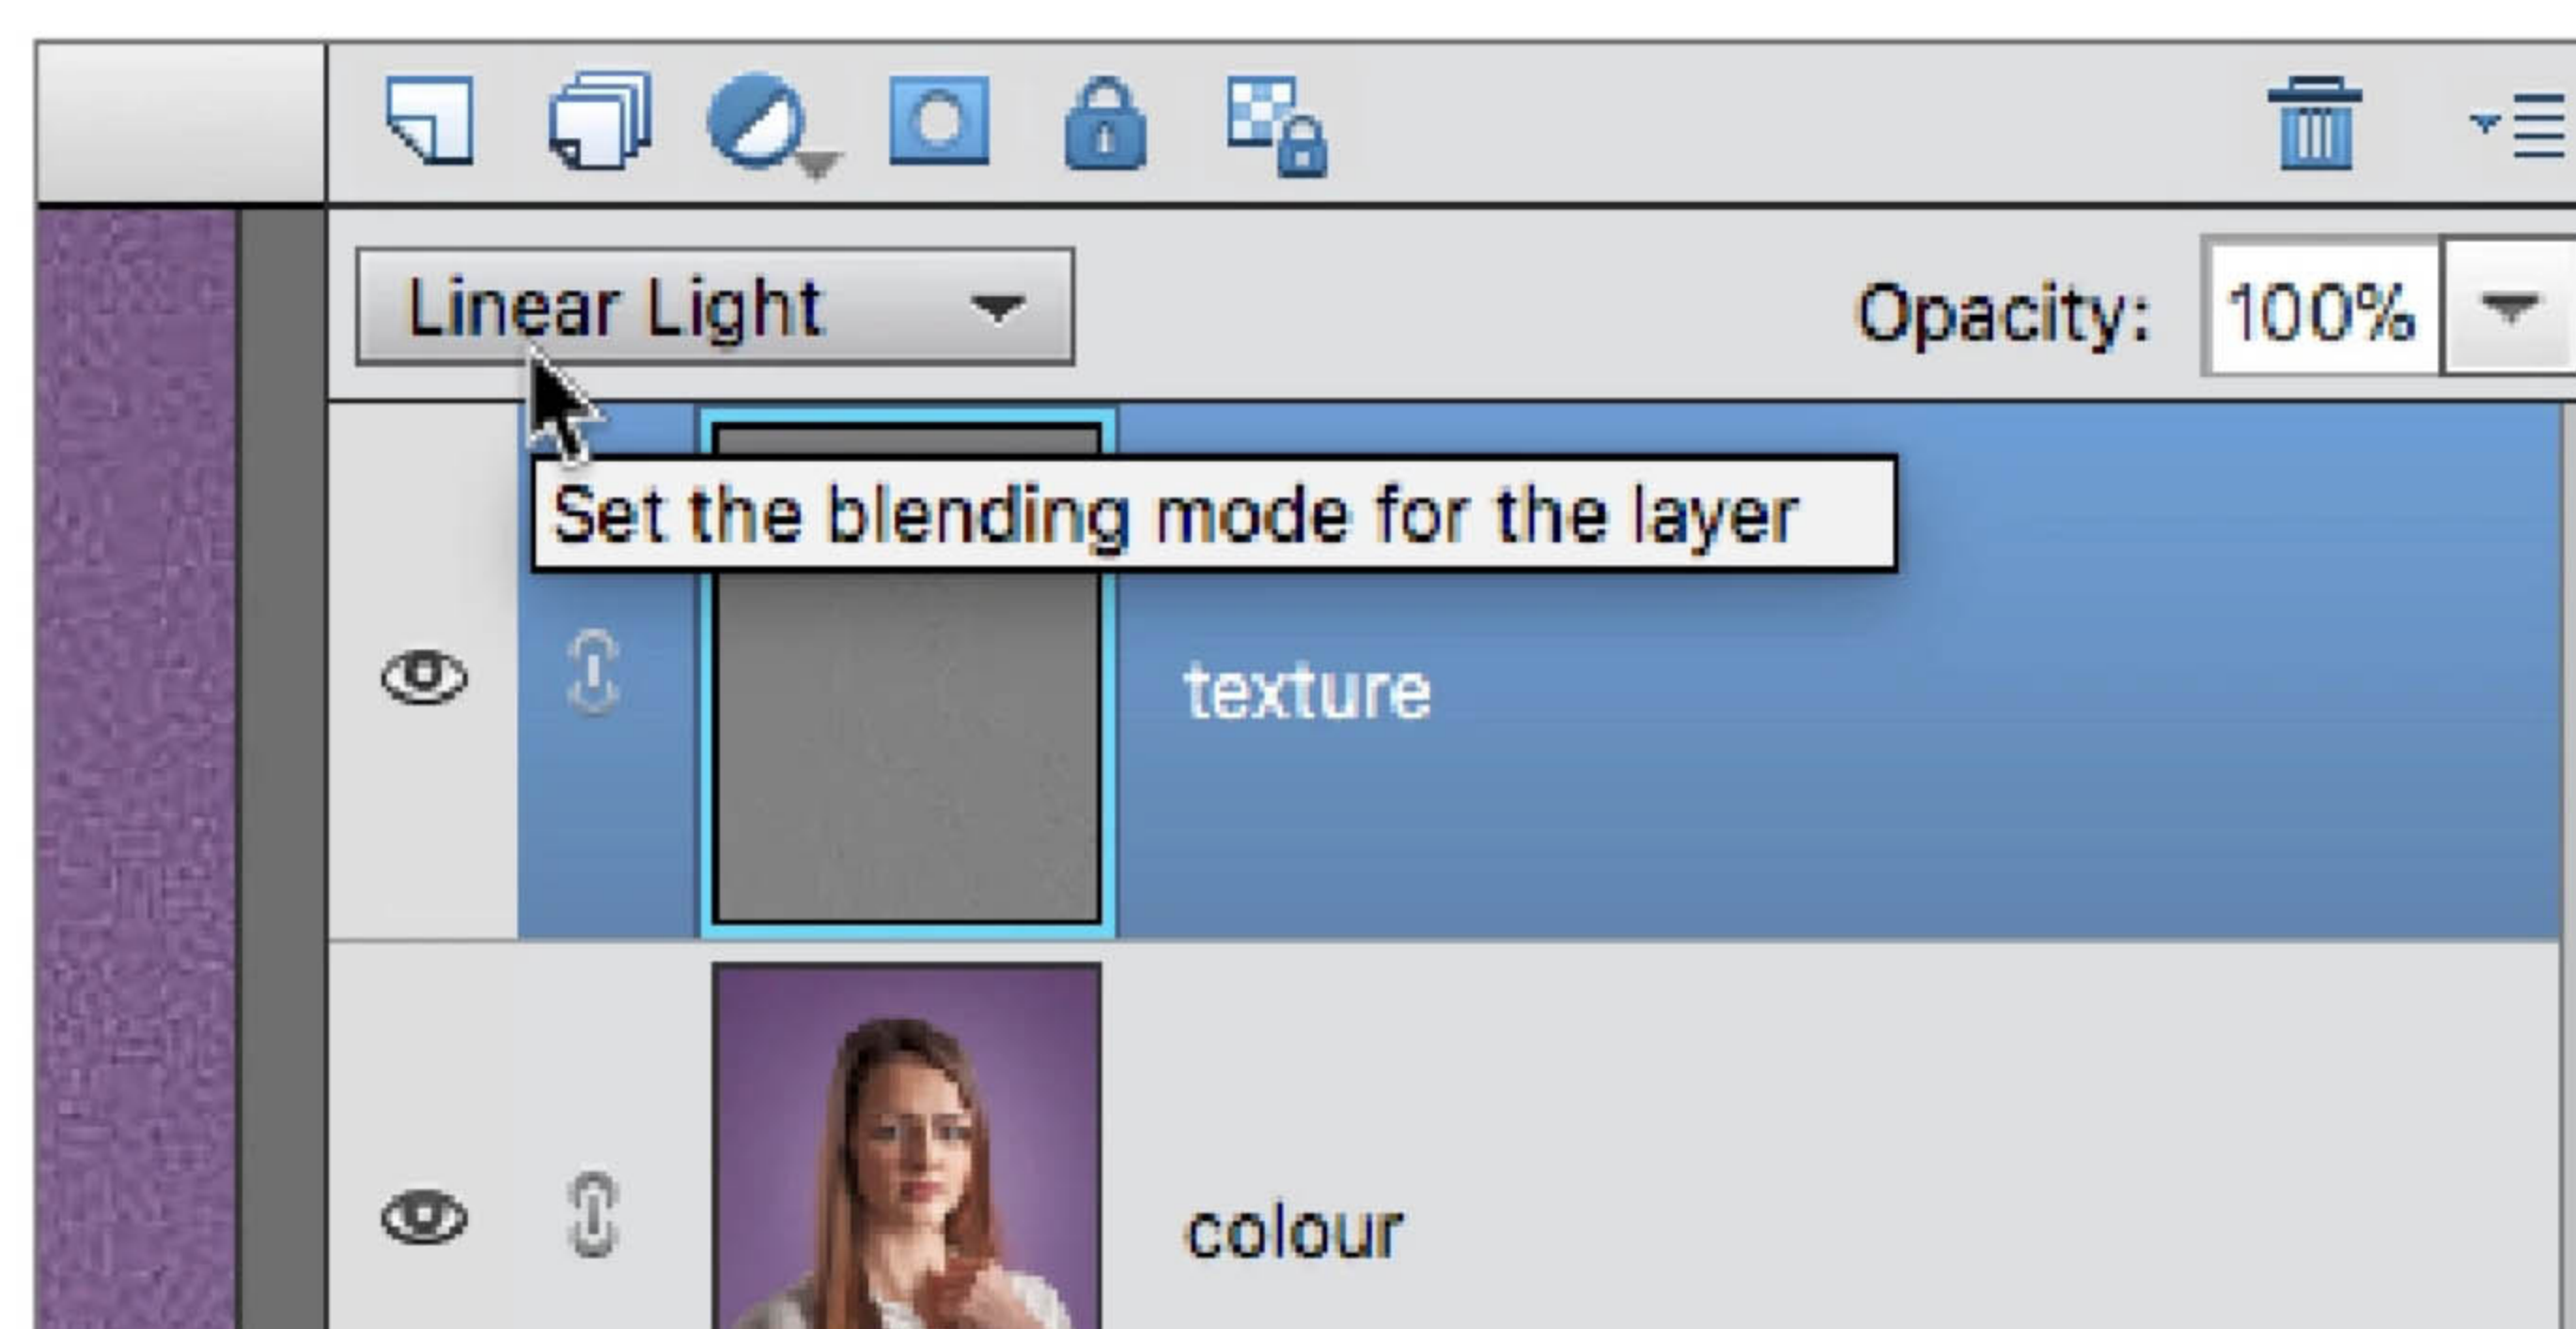 Linear Light
Opacity: 100%
Set the blending mode for the layer
texture
colour